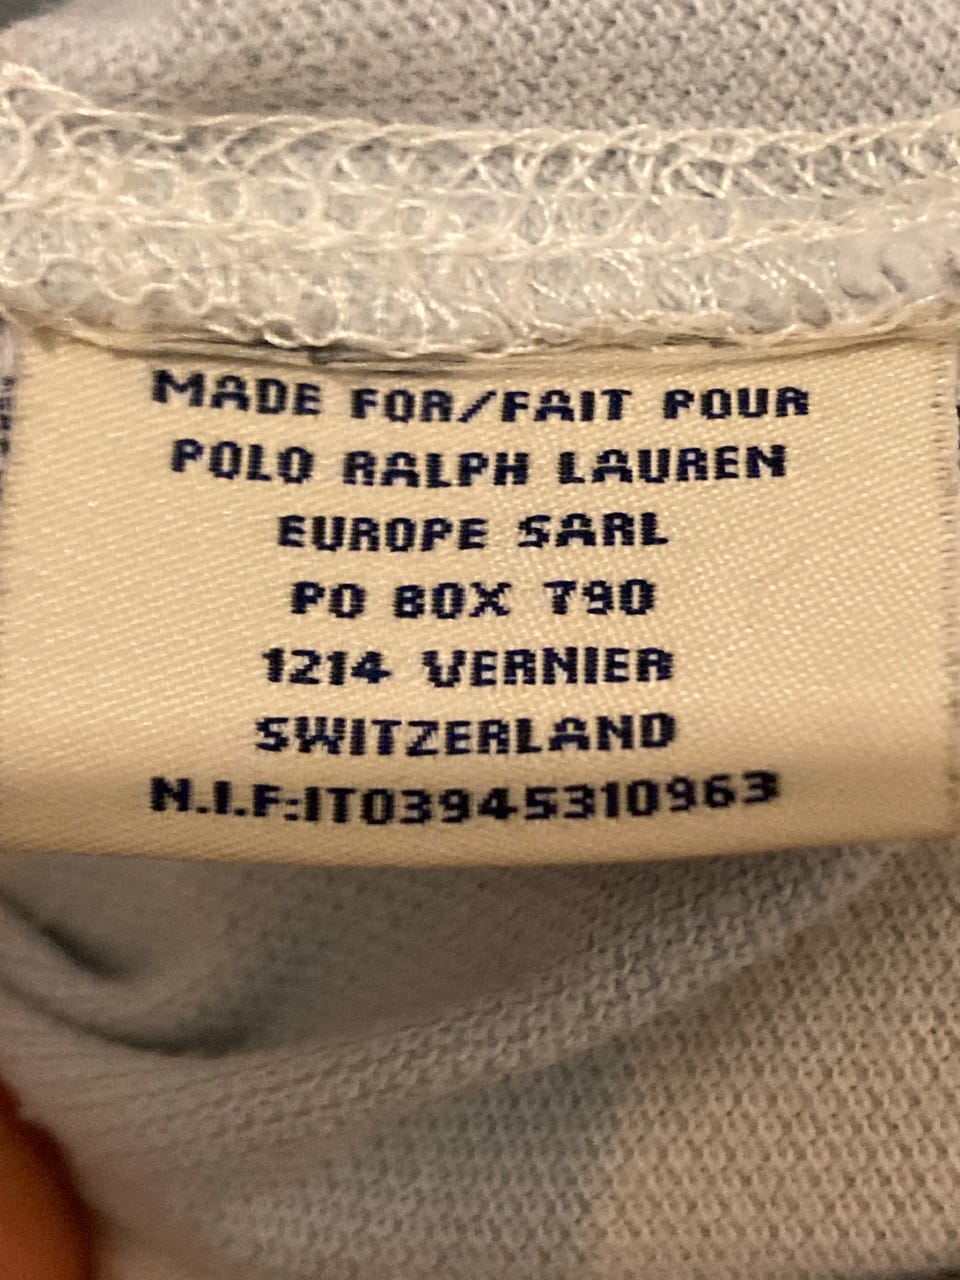 MADE FOR/FAIT POUR
POLO RALPH LAUREN
EUROPE SARL
PO BOX 790
1214 VERNIER
SWITZERLAND
N.I.F:IT03945310963